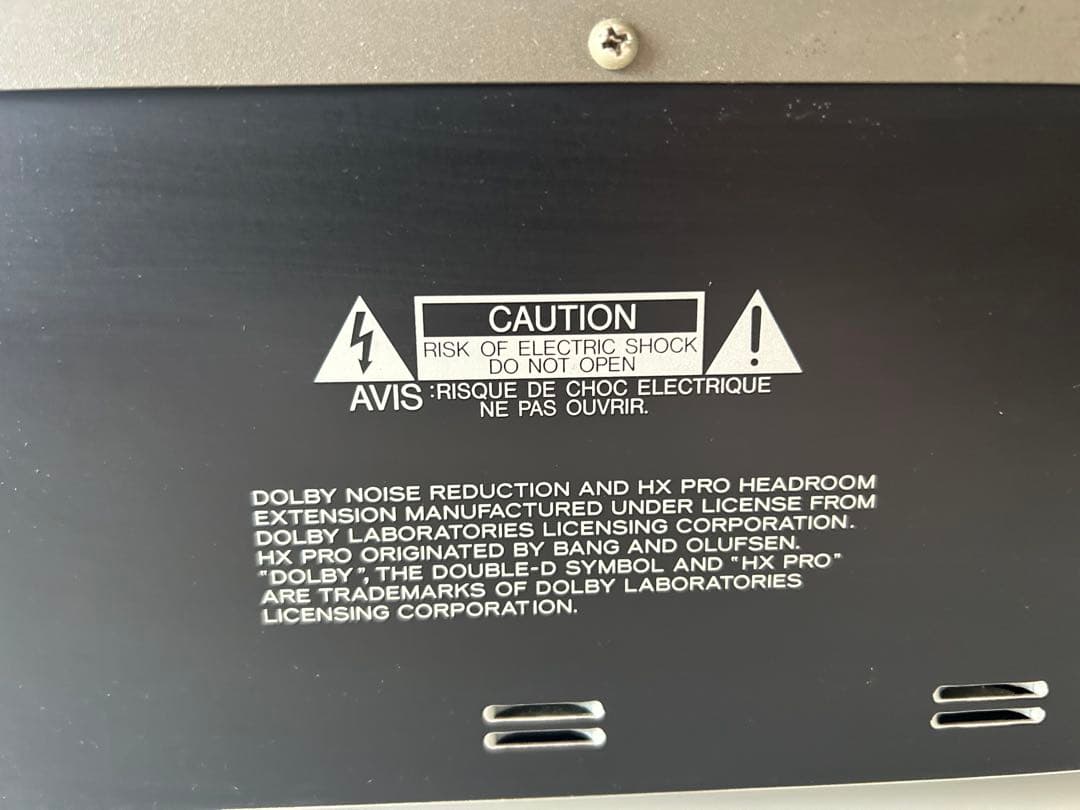 CAUTION
RISK OF ELECTRIC SHOCK
DO NOT OPEN
AVIS :RISQUE DE CHOC ELECTRIQUE
NE PAS OUVRIR.
DOLBY NOISE REDUCTION AND HX PRO HEADROOM
EXTENSION MANUFACTURED UNDER LICENSE FROM
DOLBY LABORATORIES LICENSING CORPORATION.
HX PRO ORIGINATED BY BANG AND OLUFSEN.
"DOLBY", THE DOUBLE-D SYMBOL AND "HX PRO"
ARE TRADEMARKS OF DOLBY LABORATORIES
LICENSING CORPORATION.